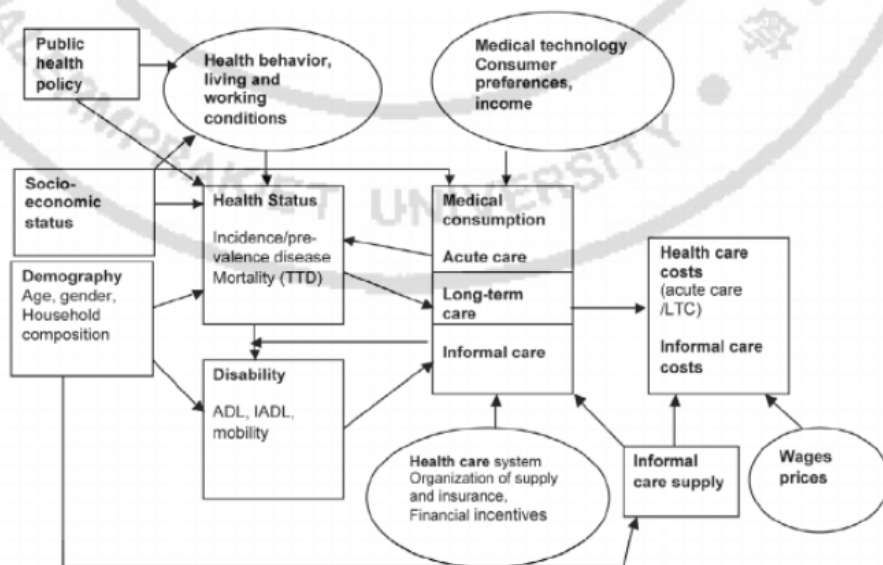 Public
health
policy
Health behavior,
living and
working
conditions
Medical technology
Consumer
preferences,
income
Socio-
economic
status
Health Status
Incidence/pre-
valence disease
Mortality (TTD)
Medical
consumption
Acute care
Long-term
care
Informal care
Health care
costs
(acute care
/LTC)
Informal care
costs
Demography
Age, gender,
Household
composition
Disability
ADL, IADL,
mobility
Health care system
Organization of supply
and insurance,
Financial incentives
Informal
care supply
Wages
prices
UNIVERSITY